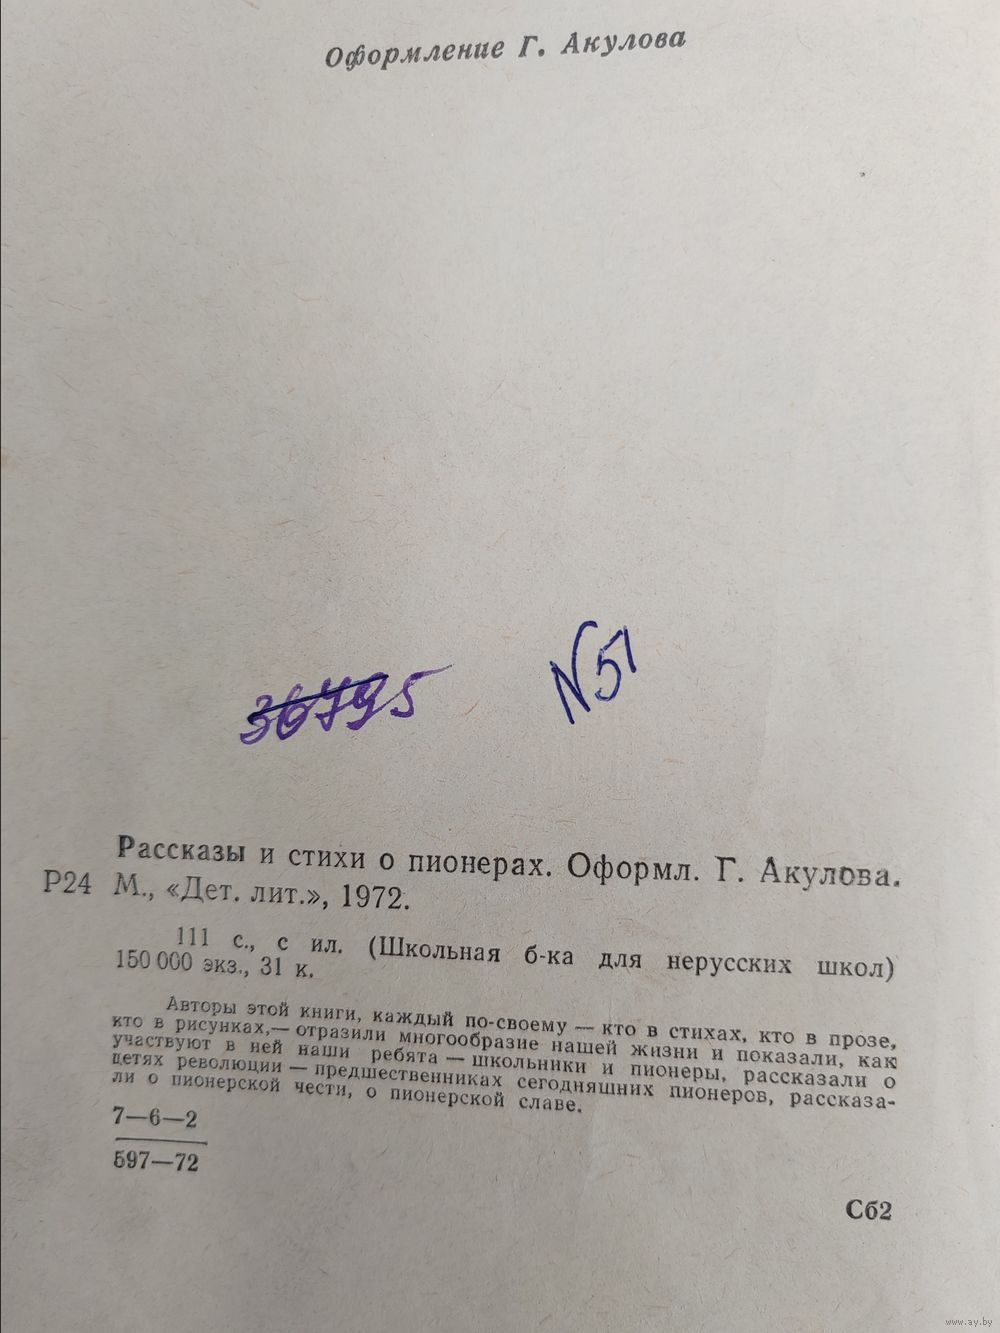 Оформление Г. Акулова
36795
N51
Рассказы и стихи о пионерах. Оформл. Г. Акулова.
Р24 М., «Дет. лит.», 1972.
111 с., с ил. (Школьная б-ка для нерусских школ)
150 000 экз., 31 к.
Авторы этой книги, каждый по-своему — кто в стихах, кто в прозе,
кто в рисунках,— отразили многообразие нашей жизни и показали, как
участвуют в ней наши ребята — школьники и пионеры, рассказали о
детях революции — предшественниках сегодняшних пионеров, рассказа-
ли о пионерской чести, о пионерской славе.
7—6—2
597—72
Сб2
www.ay.by